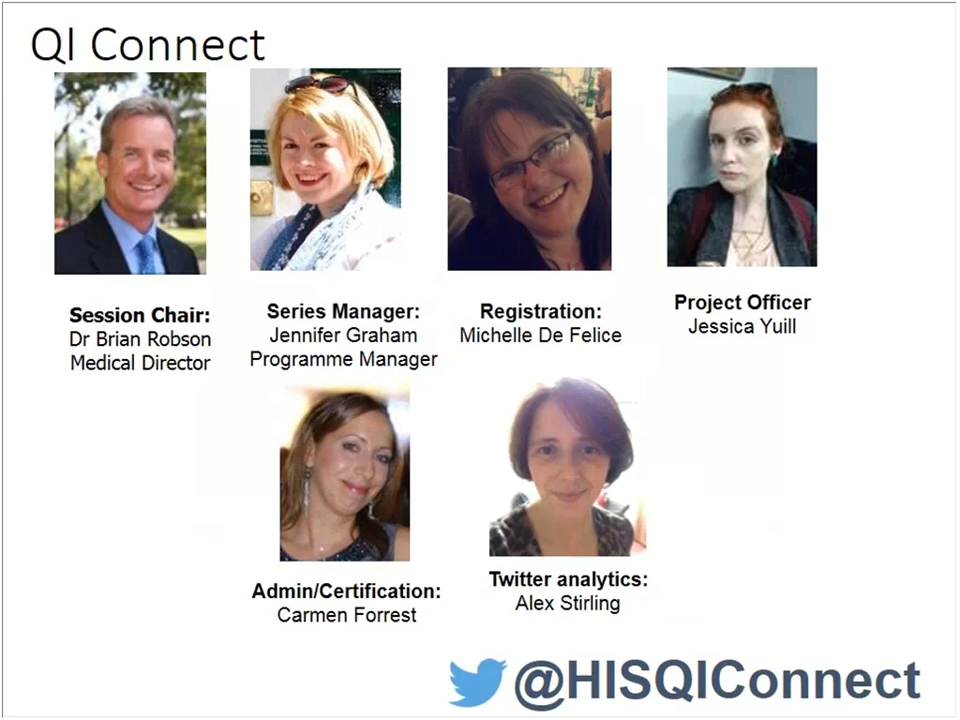 QI Connect
Session Chair:
Dr Brian Robson
Medical Director
Series Manager:
Jennifer Graham
Programme Manager
Registration:
Michelle De Felice
Project Officer
Jessica Yuill
Admin/Certification:
Carmen Forrest
Twitter analytics:
Alex Stirling
@HISQIConnect